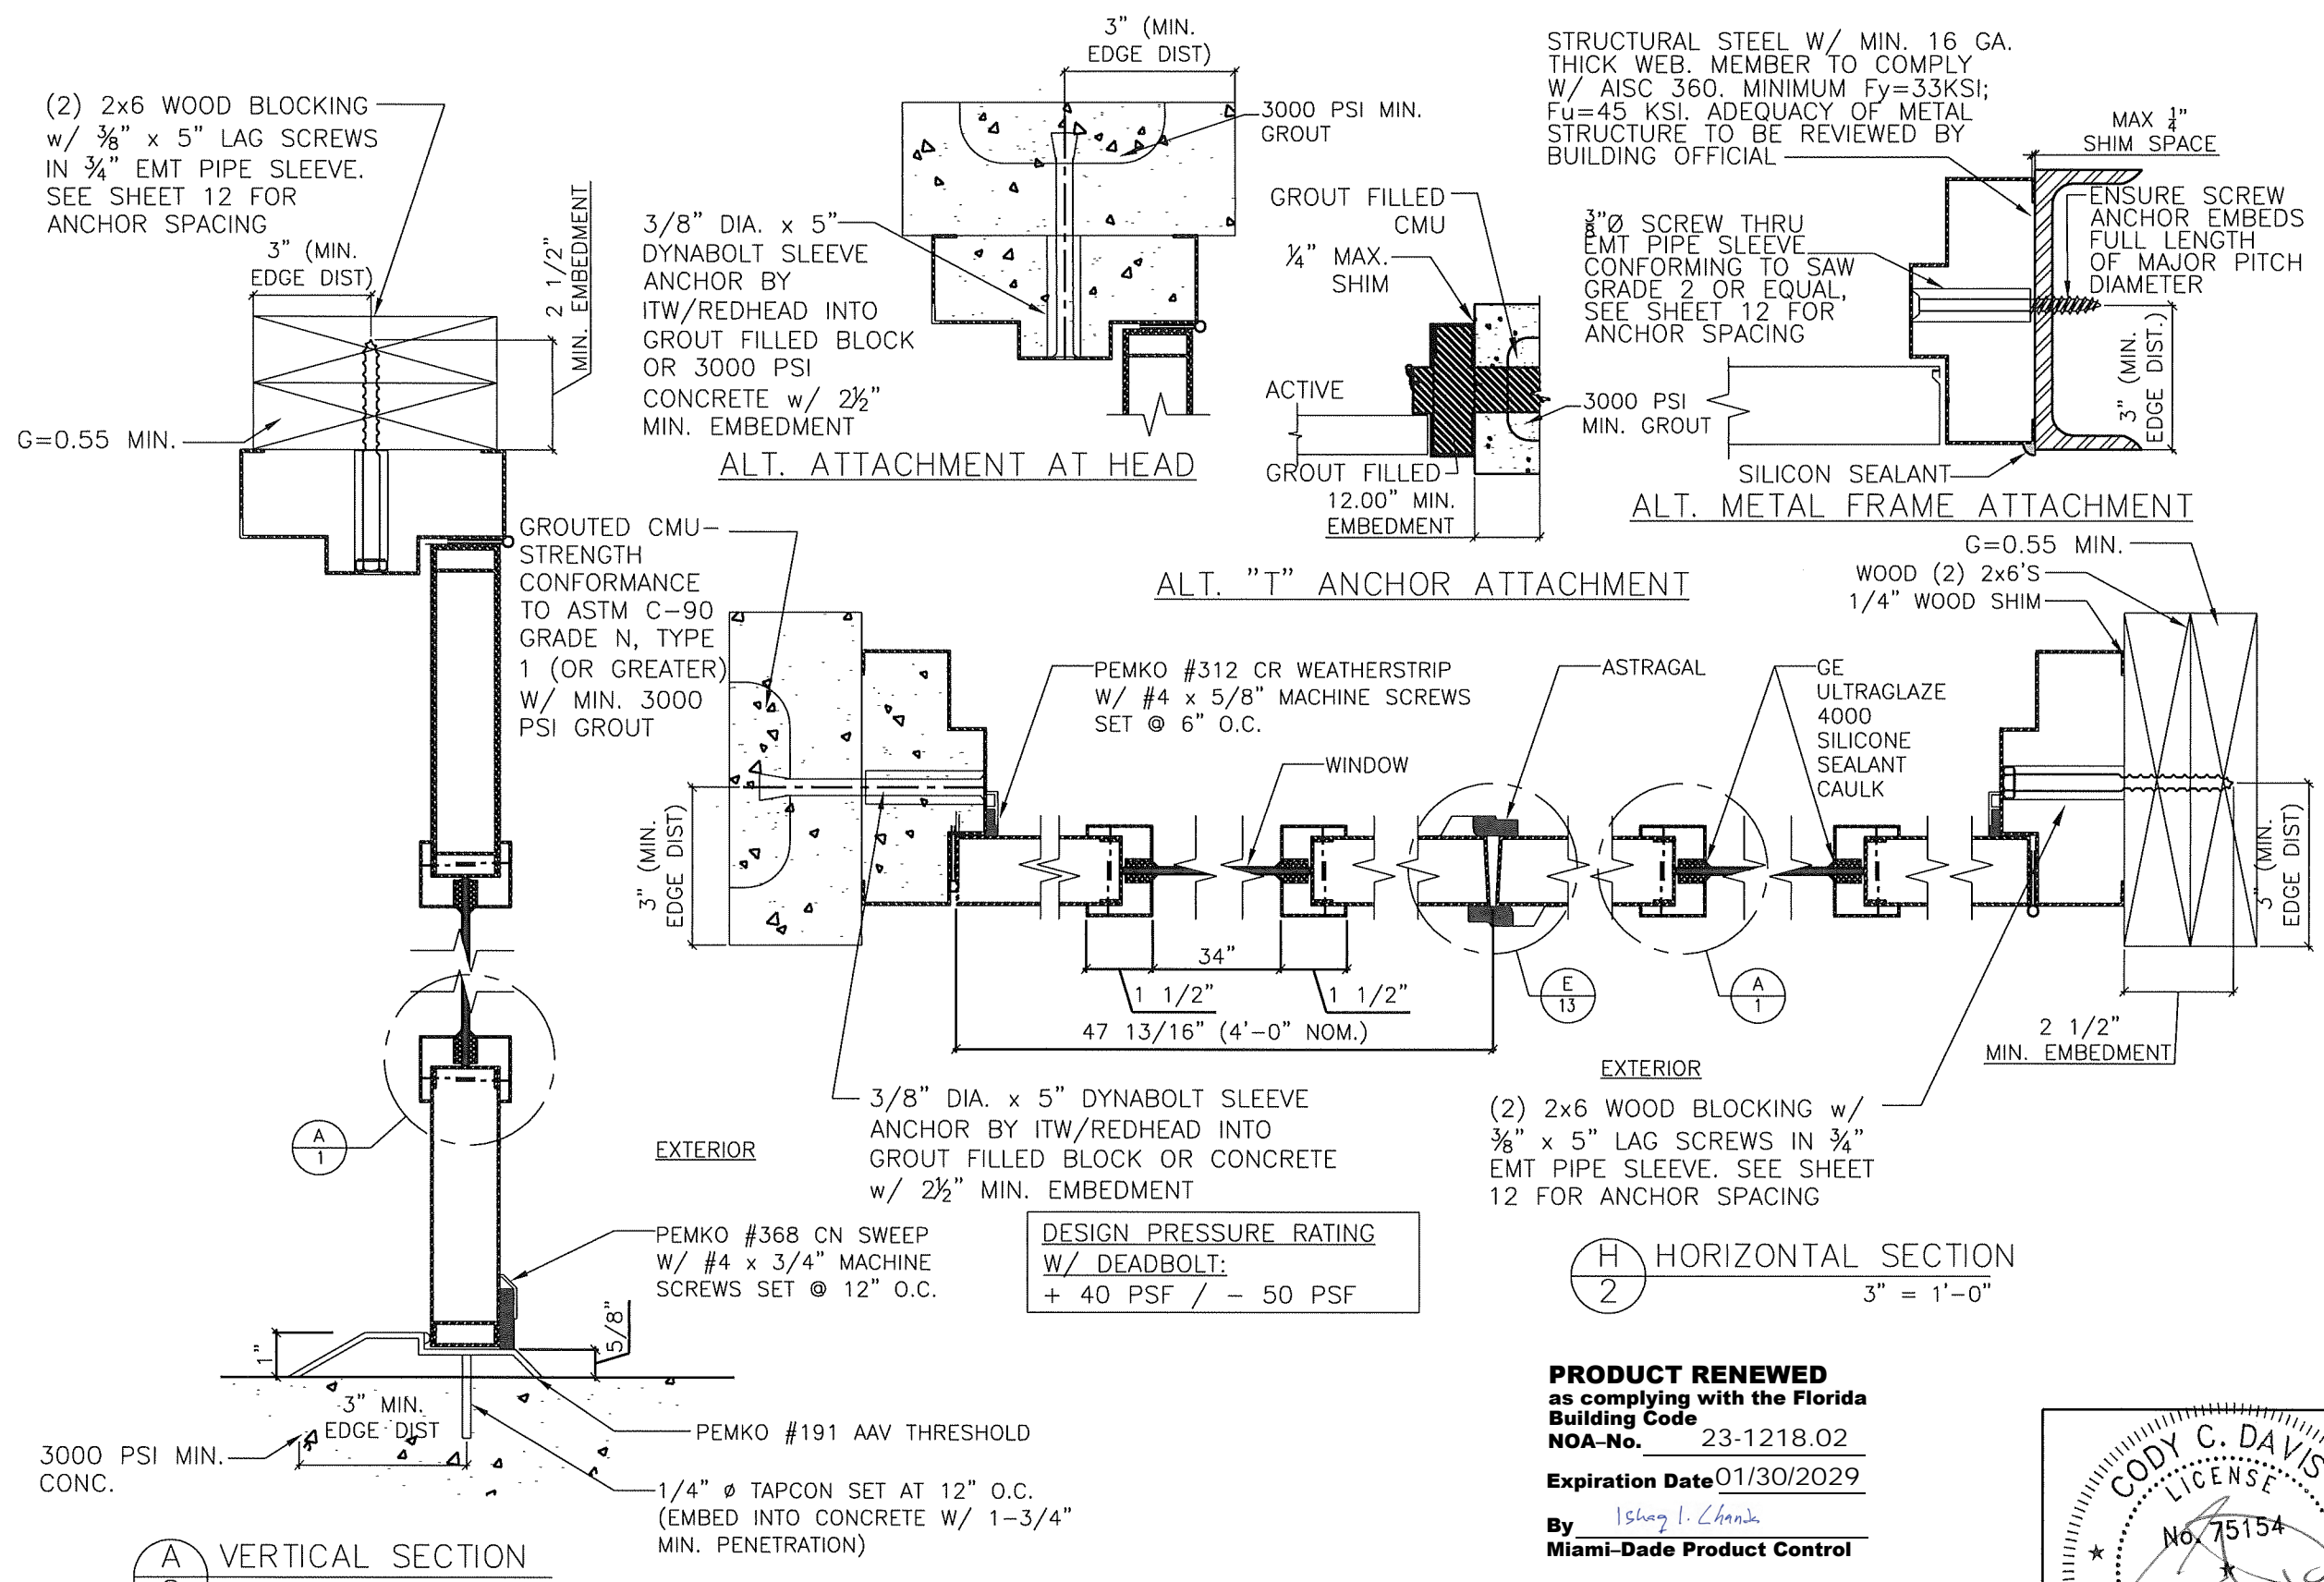 (2) 2x6 WOOD BLOCKING
w/ ⅜" x 5" LAG SCREWS
IN ¾" EMT PIPE SLEEVE.
SEE SHEET 12 FOR
ANCHOR SPACING
3" (MIN.
EDGE DIST)
2 1/2"
MIN. EMBEDMENT
G=0.55 MIN.
3" (MIN.
EDGE DIST)
3000 PSI MIN.
GROUT
3/8" DIA. x 5"
DYNABOLT SLEEVE
ANCHOR BY
ITW/REDHEAD INTO
GROUT FILLED BLOCK
OR 3000 PSI
CONCRETE w/ 2½"
MIN. EMBEDMENT
ALT. ATTACHMENT AT HEAD
GROUT FILLED
CMU
¼" MAX.
SHIM
ACTIVE
3000 PSI
MIN. GROUT
GROUT FILLED
12.00" MIN.
EMBEDMENT
ALT. "T" ANCHOR ATTACHMENT
STRUCTURAL STEEL W/ MIN. 16 GA.
THICK WEB. MEMBER TO COMPLY
W/ AISC 360. MINIMUM Fy=33KSI;
Fu=45 KSI. ADEQUACY OF METAL
STRUCTURE TO BE REVIEWED BY
BUILDING OFFICIAL
MAX ¼"
SHIM SPACE
⅜"Ø SCREW THRU
EMT PIPE SLEEVE
CONFORMING TO SAW
GRADE 2 OR EQUAL,
SEE SHEET 12 FOR
ANCHOR SPACING
ENSURE SCREW
ANCHOR EMBEDS
FULL LENGTH
OF MAJOR PITCH
DIAMETER
3" (MIN.
EDGE DIST.)
SILICON SEALANT
ALT. METAL FRAME ATTACHMENT
GROUTED CMU-
STRENGTH
CONFORMANCE
TO ASTM C-90
GRADE N, TYPE
1 (OR GREATER)
W/ MIN. 3000
PSI GROUT
G=0.55 MIN.
WOOD (2) 2x6'S
1/4" WOOD SHIM
PEMKO #312 CR WEATHERSTRIP
W/ #4 x 5/8" MACHINE SCREWS
SET @ 6" O.C.
WINDOW
ASTRAGAL
GE
ULTRAGLAZE
4000
SILICONE
SEALANT
CAULK
3" (MIN.
EDGE DIST)
3" (MIN.
EDGE DIST)
34"
1 1/2"
1 1/2"
47 13/16" (4'-0" NOM.)
E
13
A
1
2 1/2"
MIN. EMBEDMENT
EXTERIOR
3/8" DIA. x 5" DYNABOLT SLEEVE
ANCHOR BY ITW/REDHEAD INTO
GROUT FILLED BLOCK OR CONCRETE
w/ 2½" MIN. EMBEDMENT
(2) 2x6 WOOD BLOCKING w/
⅜" x 5" LAG SCREWS IN ¾"
EMT PIPE SLEEVE. SEE SHEET
12 FOR ANCHOR SPACING
A
1
EXTERIOR
PEMKO #368 CN SWEEP
W/ #4 x 3/4" MACHINE
SCREWS SET @ 12" O.C.
DESIGN PRESSURE RATING
W/ DEADBOLT:
+ 40 PSF / - 50 PSF
H
2
HORIZONTAL SECTION
3" = 1'-0"
1"
5/8"
3" MIN.
EDGE DIST
3000 PSI MIN.
CONC.
PEMKO #191 AAV THRESHOLD
1/4" ø TAPCON SET AT 12" O.C.
(EMBED INTO CONCRETE W/ 1-3/4"
MIN. PENETRATION)
A
VERTICAL SECTION
PRODUCT RENEWED
as complying with the Florida
Building Code
NOA-No. 23-1218.02
Expiration Date 01/30/2029
By Ishaq I. Chanda
Miami-Dade Product Control
CODY C. DAVIS
LICENSE
No. 75154